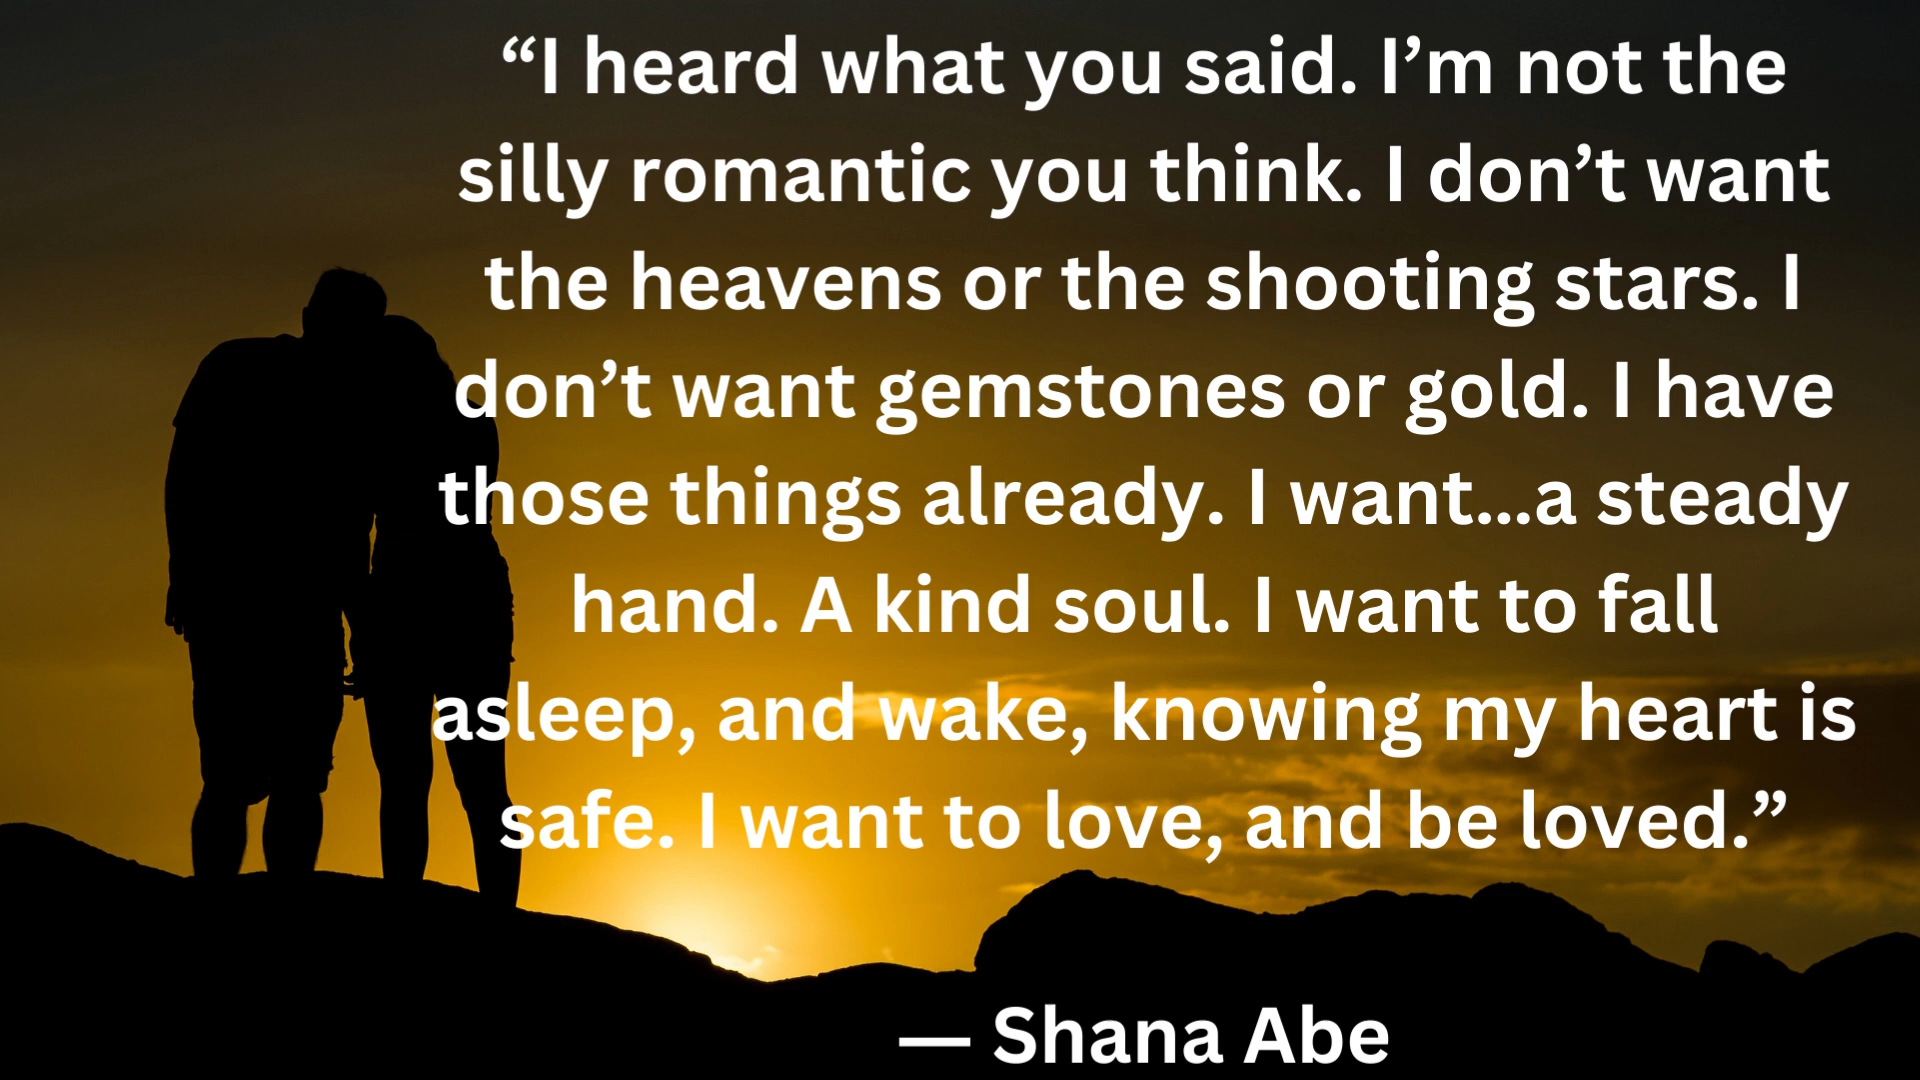 “I heard what you said. I’m not the
silly romantic you think. I don’t want
the heavens or the shooting stars. I
don’t want gemstones or gold. I have
those things already. I want...a steady
hand. A kind soul. I want to fall
asleep, and wake, knowing my heart is
safe. I want to love, and be loved.”
— Shana Abe